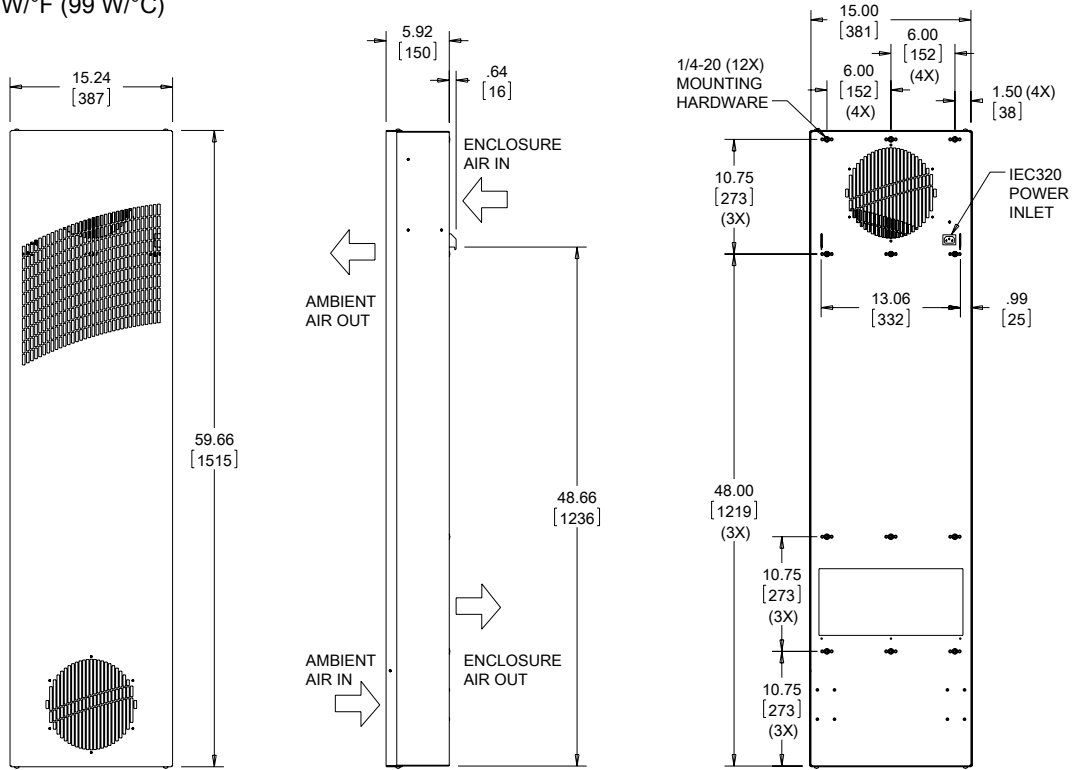 W/°F (99 W/°C)
15.24
[387]
59.66
[1515]
5.92
[150]
.64
[16]
ENCLOSURE
AIR IN
AMBIENT
AIR OUT
48.66
[1236]
AMBIENT
AIR IN
ENCLOSURE
AIR OUT
15.00
[381]
6.00
[152]
(4X)
1/4-20 (12X)
MOUNTING
HARDWARE
6.00
[152]
(4X)
1.50 (4X)
[38]
10.75
[273]
(3X)
IEC320
POWER
INLET
13.06
[332]
.99
[25]
48.00
[1219]
(3X)
10.75
[273]
(3X)
10.75
[273]
(3X)